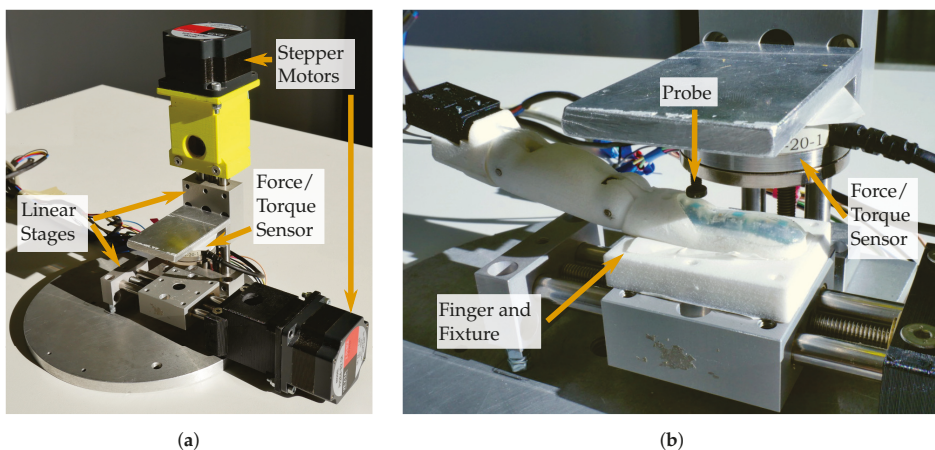 Stepper
Motors
Linear
Stages
Force/
Torque
Sensor
Probe
-20-1
Force/
Torque
Sensor
Finger and
Fixture
(a)
(b)